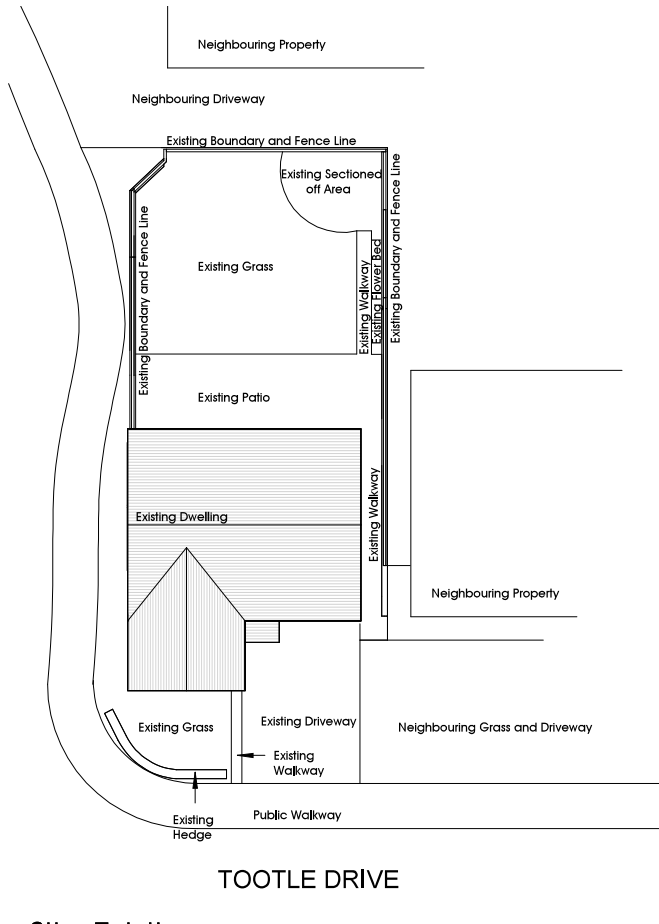 Neighbouring Property
Neighbouring Driveway
Existing Boundary and Fence Line
Existing Sectioned
off Area
Existing Boundary and Fence Line
Existing Boundary and Fence Line
Existing Grass
Existing Walkway
Existing Flower Bed
Existing Patio
Existing Dwelling
Existing Walkway
Neighbouring Property
Existing Grass
Existing Driveway
Neighbouring Grass and Driveway
Existing
Walkway
Existing
Hedge
Public Walkway
TOOTLE DRIVE